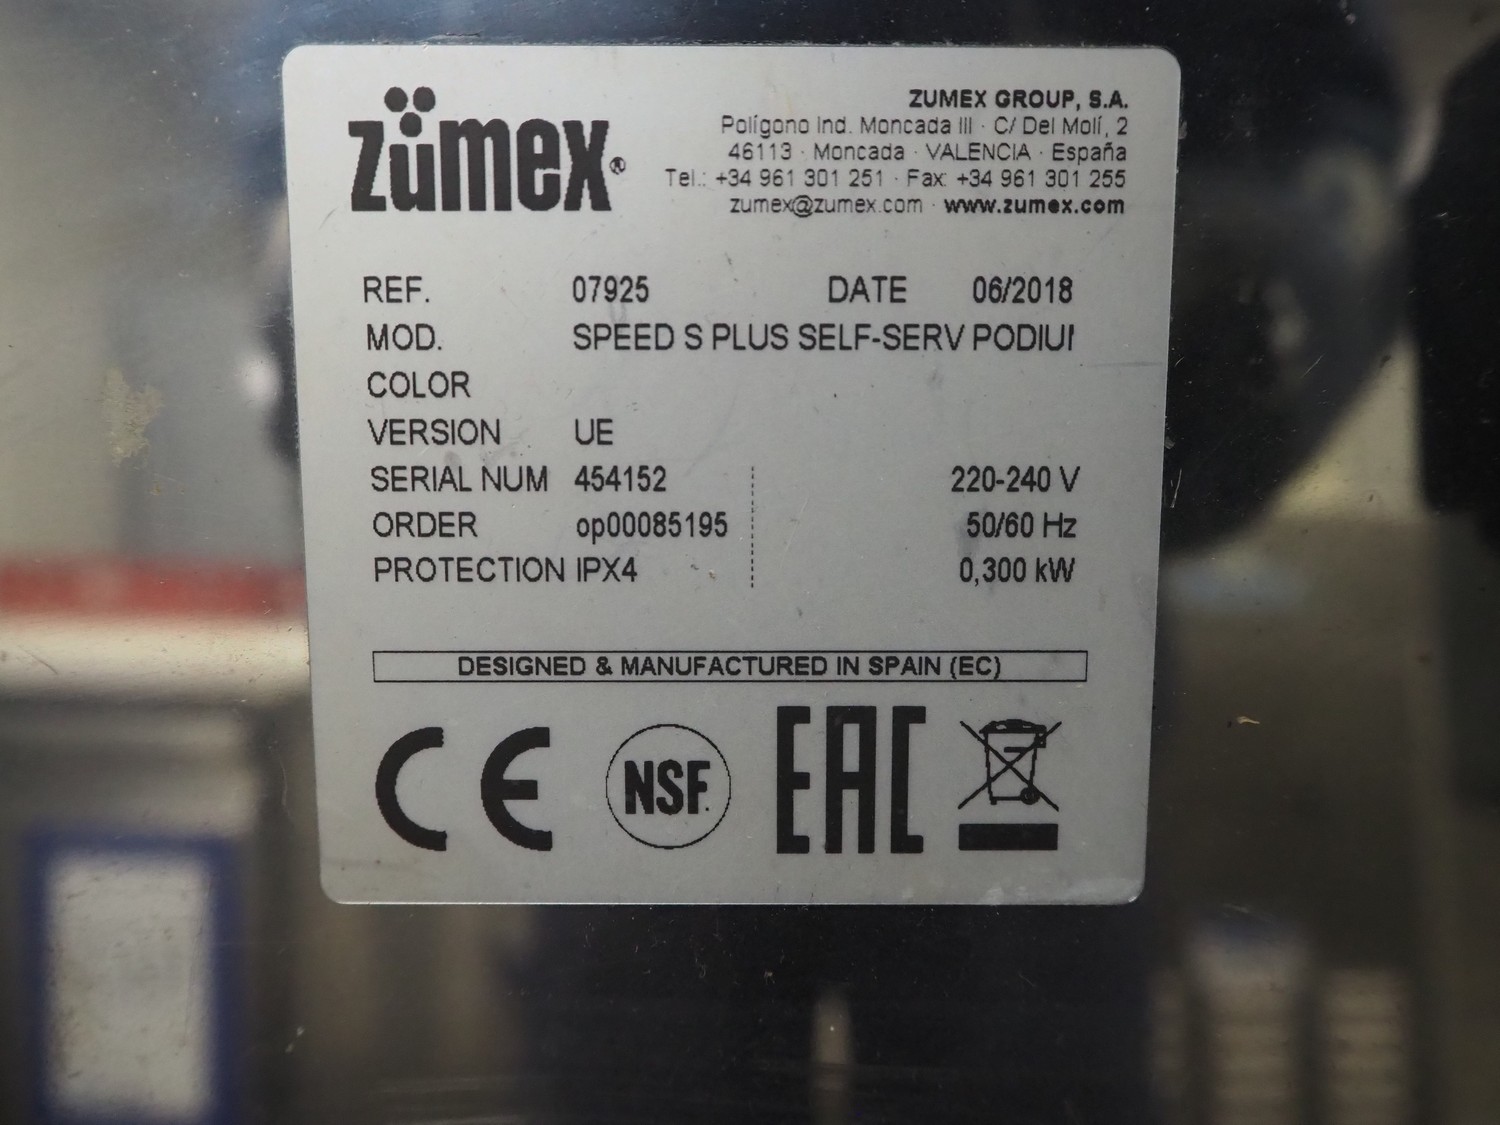 zümex®
ZUMEX GROUP, S.A.
Polígono Ind. Moncada III · C/ Del Molí, 2
46113 · Moncada · VALENCIA · España
Tel.: +34 961 301 251 · Fax: +34 961 301 255
zumex@zumex.com · www.zumex.com
REF. 07925 DATE 06/2018
MOD. SPEED S PLUS SELF-SERV PODIU
COLOR
VERSION UE
SERIAL NUM 454152 220-240 V
ORDER op00085195 50/60 Hz
PROTECTION IPX4 0,300 kW
DESIGNED & MANUFACTURED IN SPAIN (EC)
CE NSF. EAC